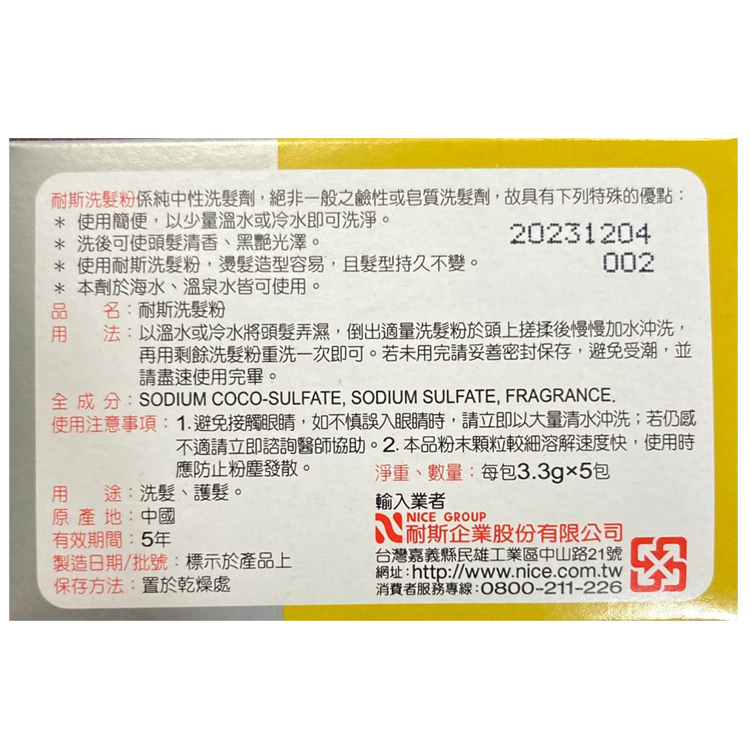 耐斯洗髮粉係純中性洗髮劑，絕非一般之鹼性或皂質洗髮劑，故具有下列特殊的優點：
＊ 使用簡便，以少量溫水或冷水即可洗淨。
＊ 洗後可使頭髮清香、黑艷光澤。
20231204
＊ 使用耐斯洗髮粉，燙髮造型容易，且髮型持久不變。
002
＊ 本劑於海水、溫泉水皆可使用。
品名：耐斯洗髮粉
用法：以溫水或冷水將頭髮弄濕，倒出適量洗髮粉於頭上搓揉後慢慢加水沖洗，
再用剩餘洗髮粉重洗一次即可。若未用完請妥善密封保存，避免受潮，並
請盡速使用完畢。
全成分：SODIUM COCO-SULFATE, SODIUM SULFATE, FRAGRANCE.
使用注意事項：1.避免接觸眼睛，如不慎誤入眼睛時，請立即以大量清水沖洗；若仍感
不適請立即諮詢醫師協助。2.本品粉末顆粒較細溶解速度快，使用時
應防止粉塵發散。
淨重、數量：每包3.3g×5包
用途：洗髮、護髮。
原產地：中國
有效期間：5年
製造日期/批號：標示於產品上
保存方法：置於乾燥處
輸入業者
NICE GROUP
耐斯企業股份有限公司
台灣嘉義縣民雄工業區中山路21號
網址:http://www.nice.com.tw
消費者服務專線:0800-211-226